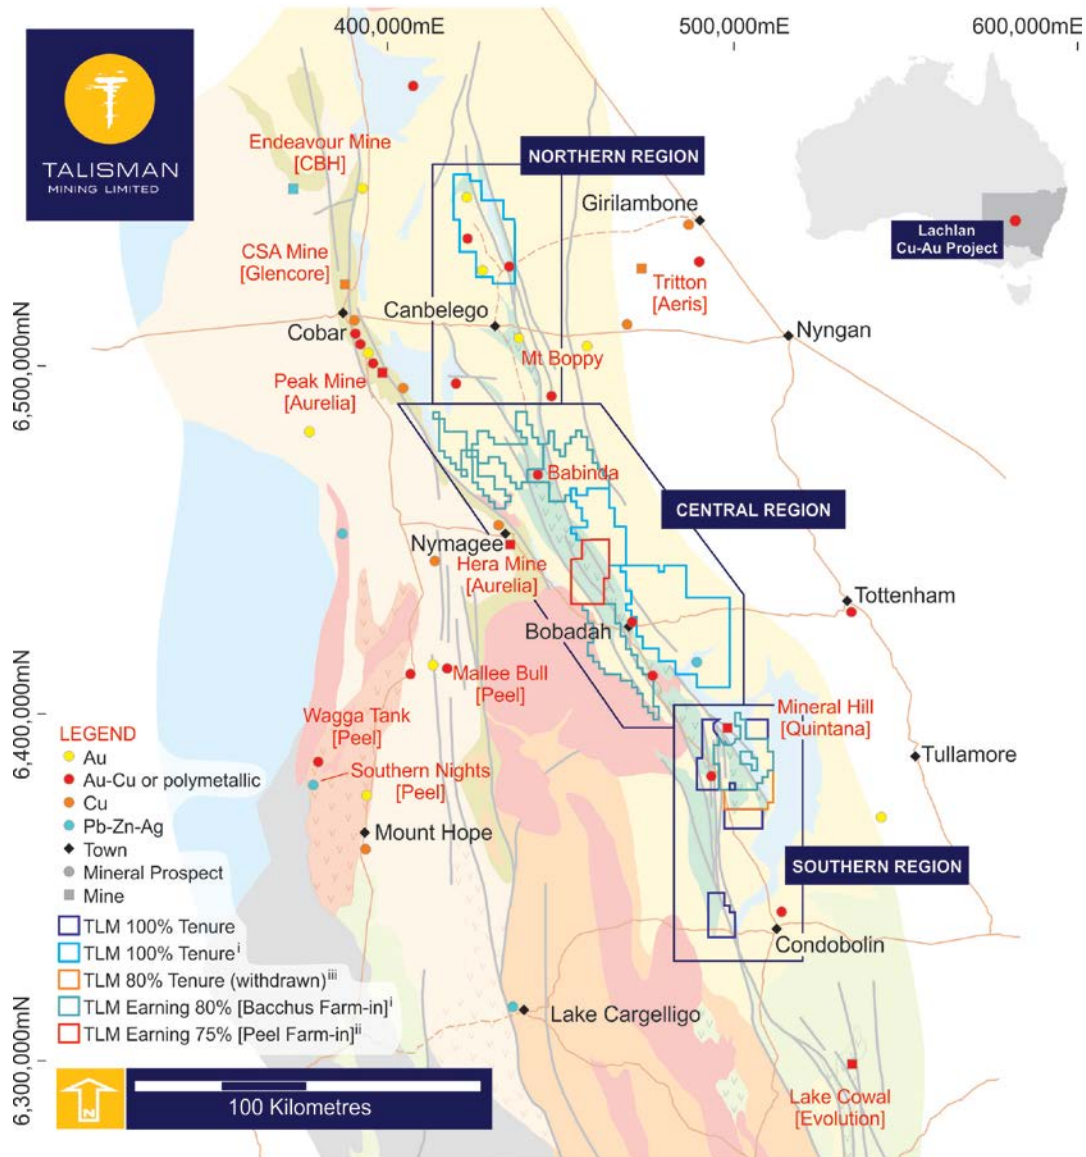 400,000mE
500,000mE
600,000mE
TALISMAN
MINING LIMITED
Endeavour Mine
[CBH]
NORTHERN REGION
Girilambone
Lachlan
Cu-Au Project
CSA Mine
[Glencore]
Tritton
[Aeris]
Canbelego
Cobar
Nyngan
Mt Boppy
6,500,000mN
Peak Mine
[Aurelia]
Babinda
CENTRAL REGION
Nymagee
Hera Mine
[Aurelia]
Tottenham
Bobadah
Mallee Bull
[Peel]
Mineral Hill
[Quintana]
6,400,000mN
Wagga Tank
[Peel]
Tullamore
Southern Nights
[Peel]
Mount Hope
SOUTHERN REGION
Condobolin
LEGEND
Au
Au-Cu or polymetallic
Cu
Pb-Zn-Ag
Town
Mineral Prospect
Mine
TLM 100% Tenure
TLM 100% Tenureⁱ
TLM 80% Tenure (withdrawn)ⁱⁱⁱ
TLM Earning 80% [Bacchus Farm-in]ⁱ
TLM Earning 75% [Peel Farm-in]ⁱⁱ
Lake Cargelligo
6,300,000mN
Lake Cowal
[Evolution]
N
100 Kilometres